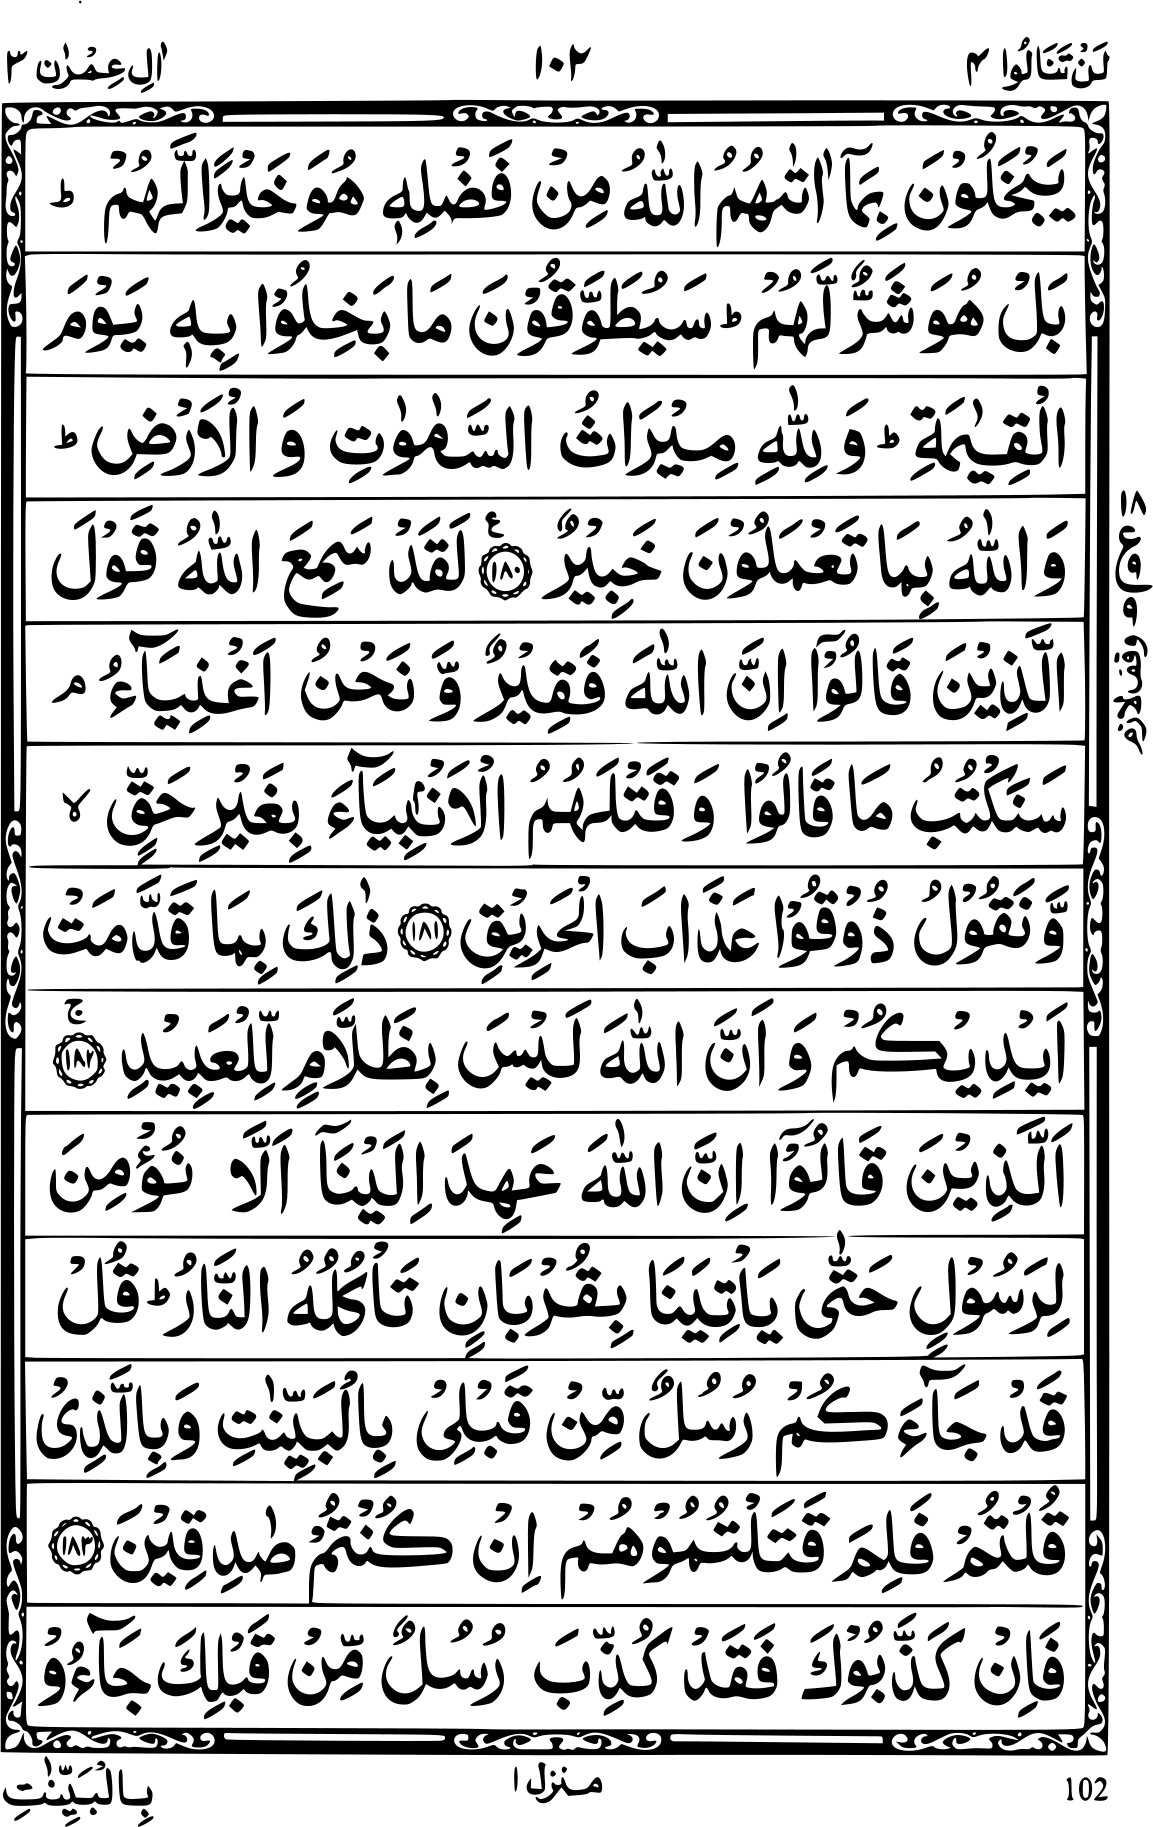 لَنْ تَنَالُوا ۴ ۱۰۲ اٰلِ عِمْرٰن ۳
يَبْخَلُوْنَ بِمَاۤ اٰتٰىهُمُ اللّٰهُ مِنْ فَضْلِهٖ هُوَ خَيْرًا لَّهُمْ ؕ
بَلْ هُوَ شَرٌّ لَّهُمْ ؕ سَيُطَوَّقُوْنَ مَا بَخِلُوْا بِهٖ يَوْمَ
الْقِيٰمَةِ ؕ وَ لِلّٰهِ مِيْرَاثُ السَّمٰوٰتِ وَ الْاَرْضِ ؕ
وَ اللّٰهُ بِمَا تَعْمَلُوْنَ خَبِيْرٌ ﴿۱۸۰﴾ ع لَقَدْ سَمِعَ اللّٰهُ قَوْلَ
الَّذِيْنَ قَالُوْۤا اِنَّ اللّٰهَ فَقِيْرٌ وَّ نَحْنُ اَغْنِيَآءُ ۘ
سَنَكْتُبُ مَا قَالُوْا وَ قَتْلَهُمُ الْاَنْۢبِيَآءَ بِغَيْرِ حَقٍّ ۙ
وَّ نَقُوْلُ ذُوْقُوْا عَذَابَ الْحَرِيْقِ ﴿۱۸۱﴾ ذٰلِكَ بِمَا قَدَّمَتْ
اَيْدِيْكُمْ وَ اَنَّ اللّٰهَ لَيْسَ بِظَلَّامٍ لِّلْعَبِيْدِ ﴿۱۸۲﴾ۚ
اَلَّذِيْنَ قَالُوْۤا اِنَّ اللّٰهَ عَهِدَ اِلَيْنَاۤ اَلَّا نُؤْمِنَ
لِرَسُوْلٍ حَتّٰى يَاْتِيَنَا بِقُرْبَانٍ تَاْكُلُهُ النَّارُ ؕ قُلْ
قَدْ جَآءَكُمْ رُسُلٌ مِّنْ قَبْلِىْ بِالْبَيِّنٰتِ وَبِالَّذِىْ
قُلْتُمْ فَلِمَ قَتَلْتُمُوْهُمْ اِنْ كُنْتُمْ صٰدِقِيْنَ ﴿۱۸۳﴾
فَاِنْ كَذَّبُوْكَ فَقَدْ كُذِّبَ رُسُلٌ مِّنْ قَبْلِكَ جَآءُوْ
وقف لازم
102 منزل ۱ بِالْبَيِّنٰتِ